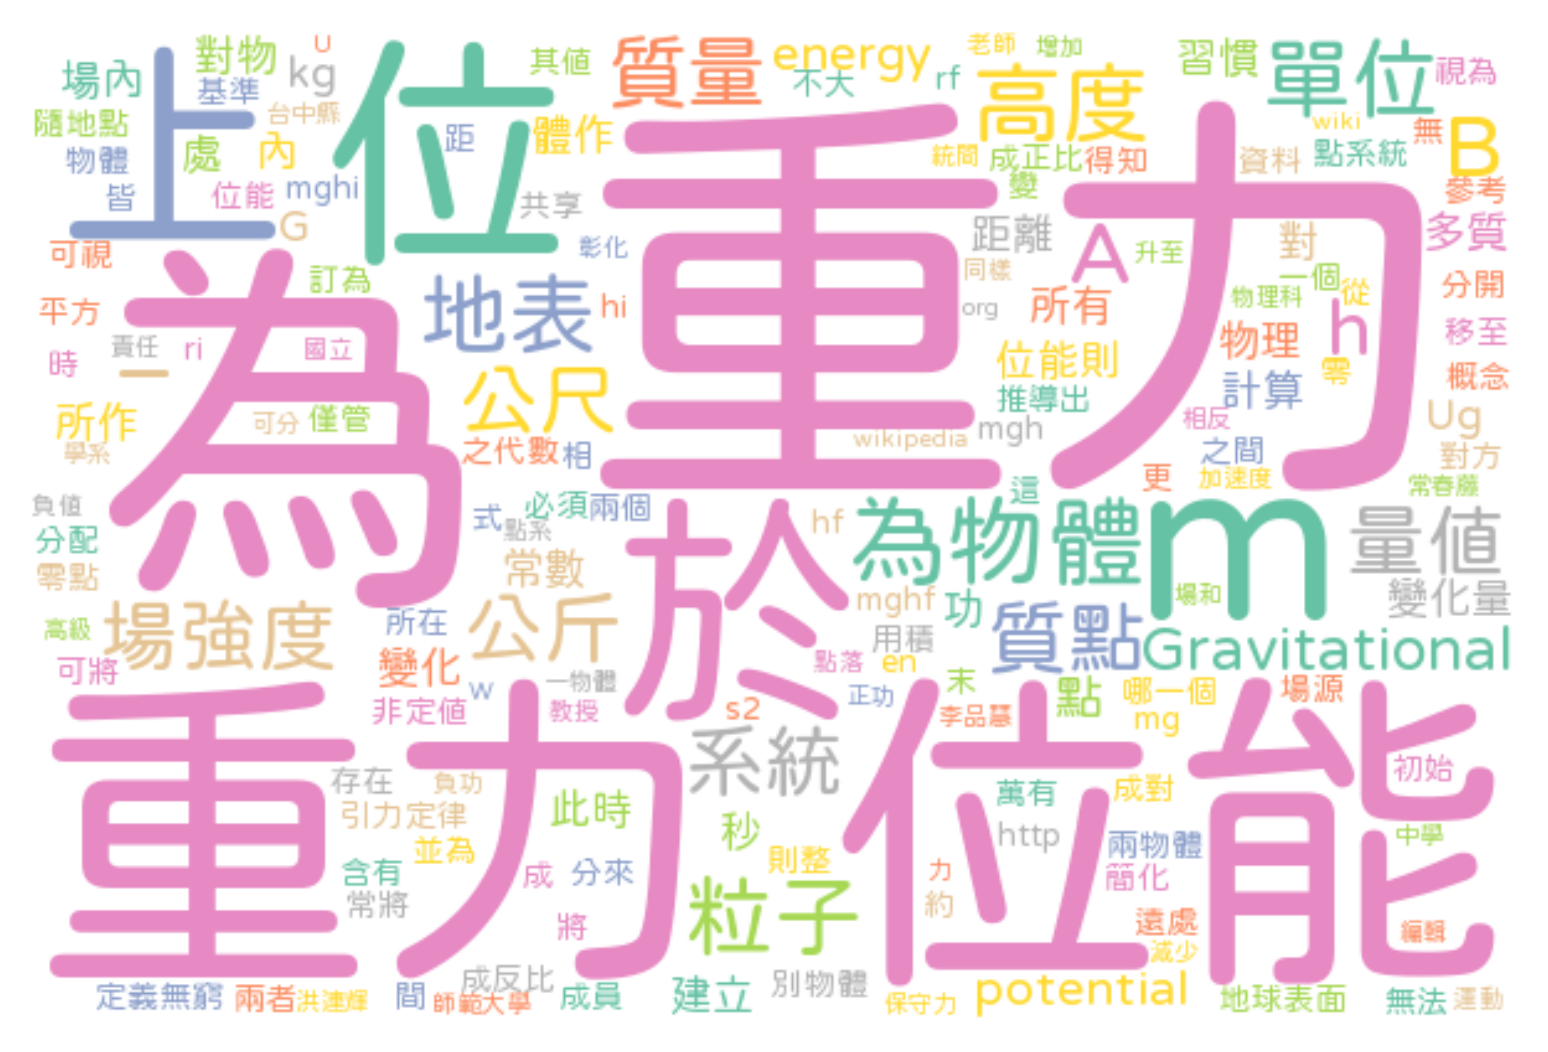 對物
u
kg
其值
質量
energy
老師
增加
習慣
單位
視為
場內
基準
台中縣
上
位
不大
rf
高度
wiki
無
B
隨地點
處
內
距
體作
統問
成正比
得知
資料
點系統
物體
皆
位能
mghi
G
共享
變
參考
多質
可視
訂為
彰化
重力
距離
A
升至
對
一個
分開
同樣
物理科
從
平方
為
地表
hi
org
所有
h
移至
時
責任
一
ri
國立
公尺
位能則
物理
零
概念
計算
所作
可分
僅管
推導出
mgh
相反
Ug
學系
之代數
相
wikipedia
之間
對方
更
加速度
常春藤
負值
式
必須
兩個
這
分配
點系
於
hf
為物體
m
量值
零點
常數
mghf
功
場和
變化量
高級
場強度
所在
公斤
用積
質點
Gravitational
可將
變化
點落
en
w
一物體
末
點
哪一個
場源
非定值
教授
s2
正功
李品慧
mg
重力位能
系統
存在
負功
初始
引力定律
此時
秒
萬有
成對
http
中學
並為
則整
兩物體
含有
成
分來
力
簡化
常將
粒子
約
將
遠處
編輯
減少
成反比
定義無窮
兩者
洪連輝
間
師範大學
成員
建立
別物體
保守力
potential
地球表面
無法
運動